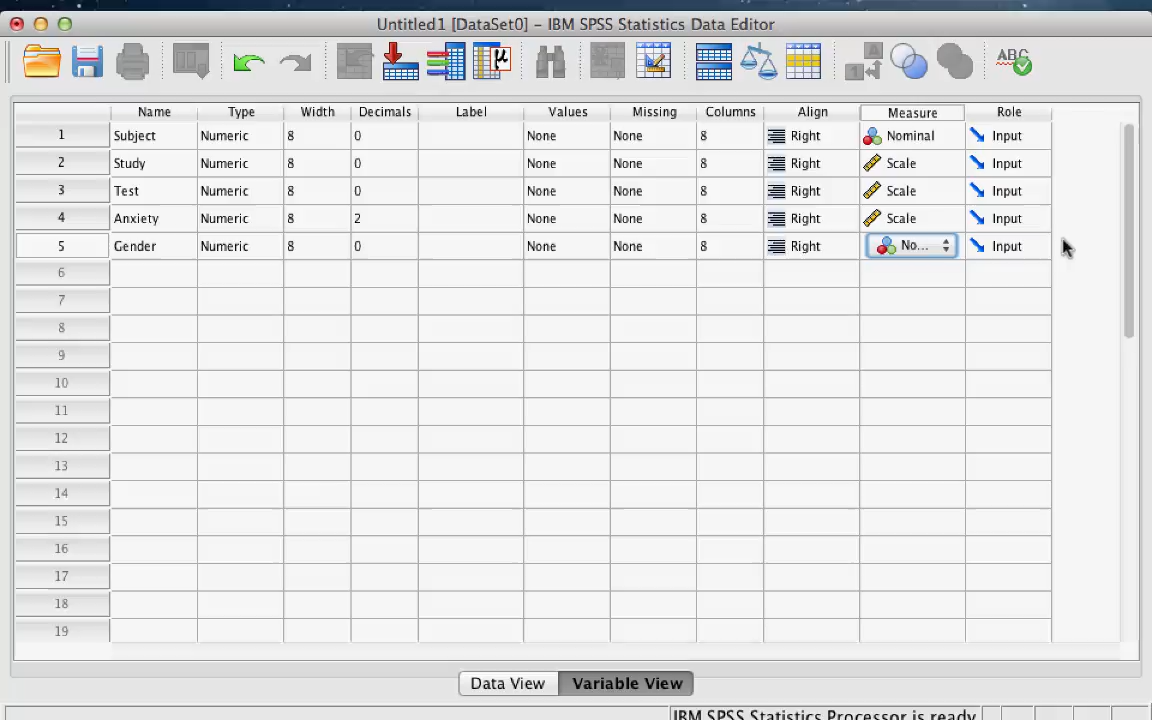 Untitled1 [DataSet0] – IBM SPSS Statistics Data Editor
A
1
μ
ABC
Name Type Width Decimals Label Values Missing Columns Align Measure Role
1 Subject Numeric 8 0 None None 8 Right Nominal Input
2 Study Numeric 8 0 None None 8 Right Scale Input
3 Test Numeric 8 0 None None 8 Right Scale Input
4 Anxiety Numeric 8 2 None None 8 Right Scale Input
5 Gender Numeric 8 0 None None 8 Right No... Input
6
7
8
9
10
11
12
13
14
15
16
17
18
19
Data View Variable View
IBM SPSS Statistics Processor is ready